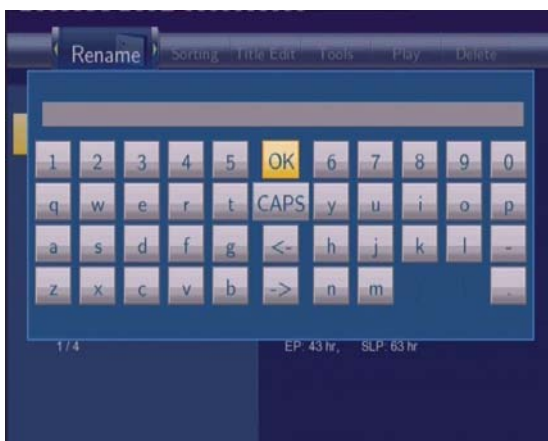 Rename Sorting Title Edit Tools Play Delete
1 2 3 4 5 OK 6 7 8 9 0
q w e r t CAPS y u i o p
a s d f g <- h j k l -
z x c v b -> n m .
1 / 4 EP: 43 hr, SLP: 63 hr